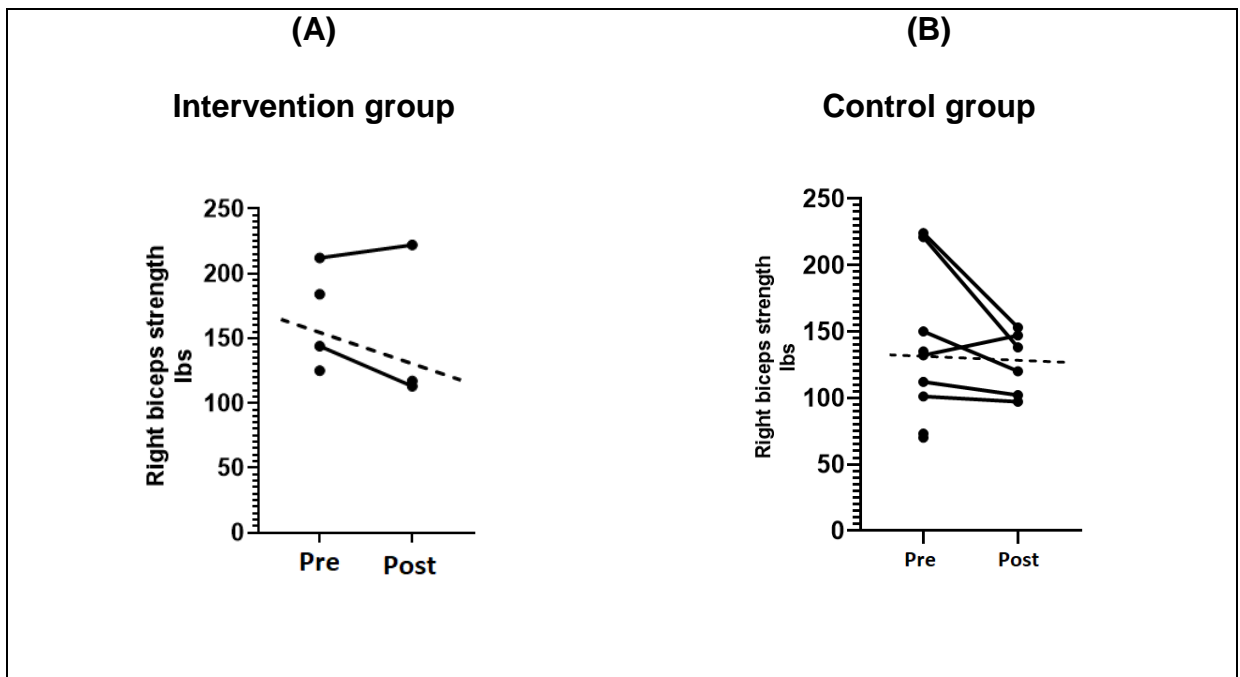 (A)
Intervention group
Right biceps strength
lbs
250
200
150
100
50
0
Pre
Post
(B)
Control group
Right biceps strength
lbs
250
200
150
100
50
0
Pre
Post